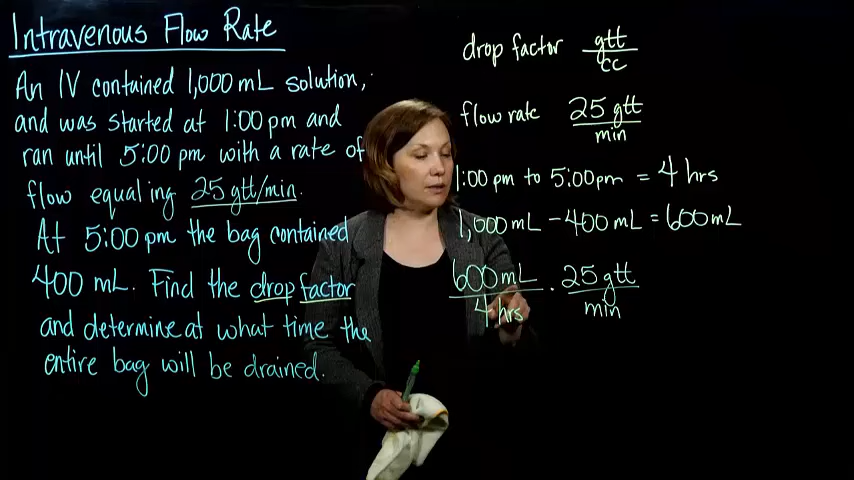 Intravenous Flow Rate
An IV contained 1,000 mL solution,
and was started at 1:00 pm and
ran until 5:00 pm with a rate of
flow equaling 25 gtt/min.
At 5:00 pm the bag contained
400 mL. Find the drop factor
and determine at what time the
entire bag will be drained.
drop factor gtt/cc
flow rate 25 gtt/min
1:00 pm to 5:00 pm = 4 hrs
1,000 mL - 400 mL = 600 mL
600 mL/4 hrs . 25 gtt/min